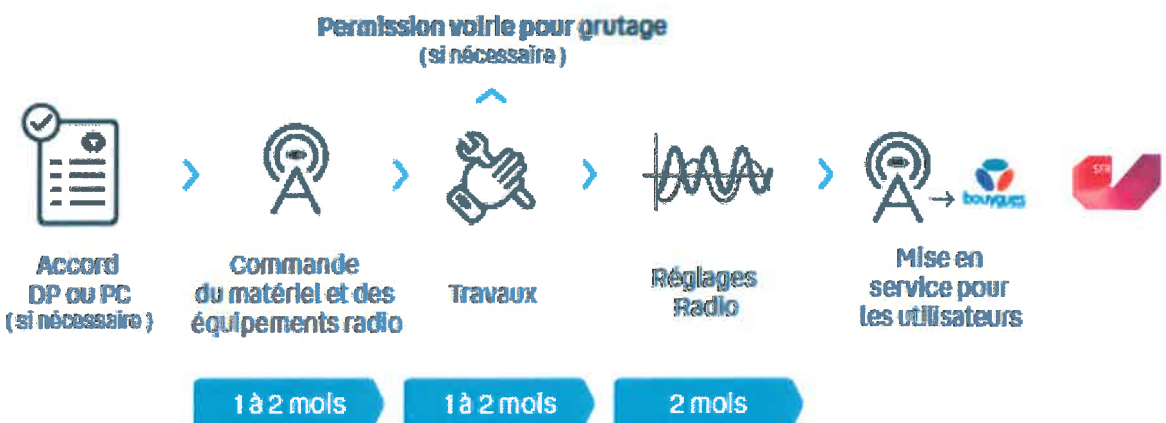 Permission voirie pour grutage
(si nécessaire)
Accord
DP ou PC
(si nécessaire)
Commande
du matériel et des
équipements radio
Travaux
Réglages
Radio
bouygues
SFR
Mise en
service pour
les utilisateurs
1 à 2 mois
1 à 2 mois
2 mois